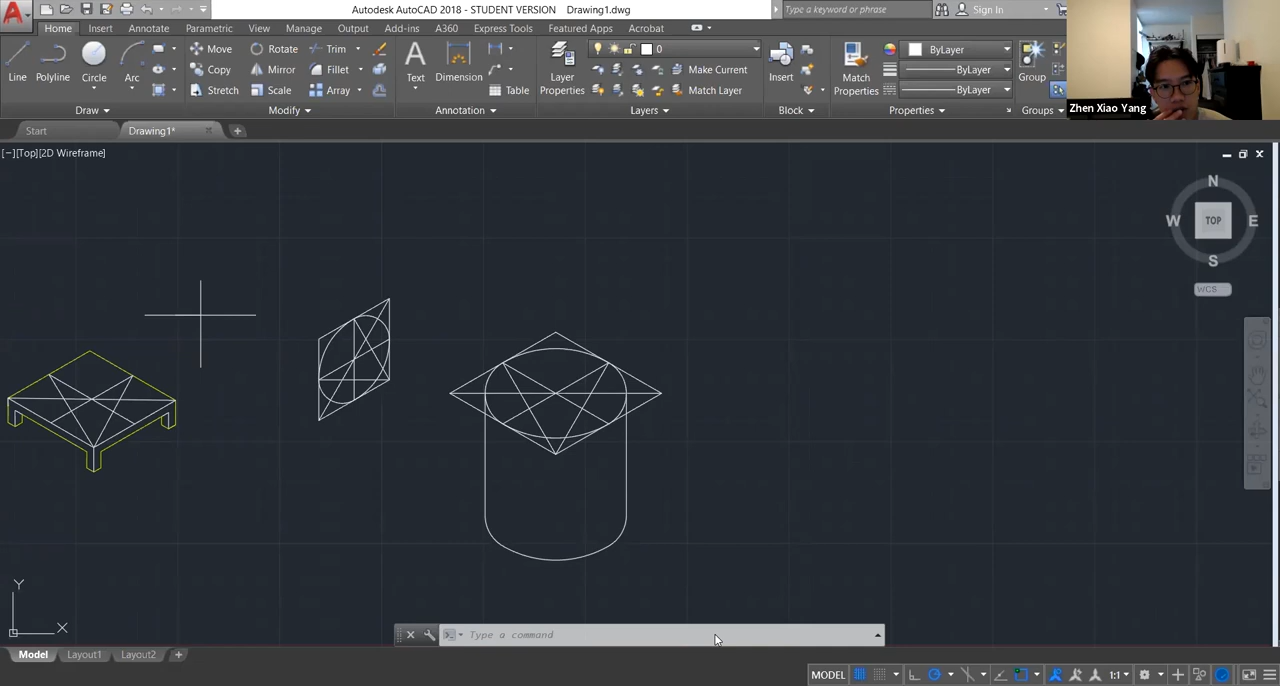 Autodesk AutoCAD 2018 - STUDENT VERSION Drawing1.dwg
Type a keyword or phrase
Sign In
Home Insert Annotate Parametric View Manage Output Add-ins A360 Express Tools Featured Apps Acrobat
Line Polyline Circle Arc
Move Rotate Trim
Copy Mirror Fillet
Stretch Scale Array
Text Dimension
Table
Layer Properties
0
Make Current
Match Layer
Insert
Match Properties
ByLayer
ByLayer
ByLayer
Group
Draw Modify Annotation Layers Block Properties Groups
Zhen Xiao Yang
Start Drawing1*
[−][Top][2D Wireframe]
N
W TOP E
S
WCS
Y
X
Type a command
Model Layout1 Layout2
MODEL 1:1